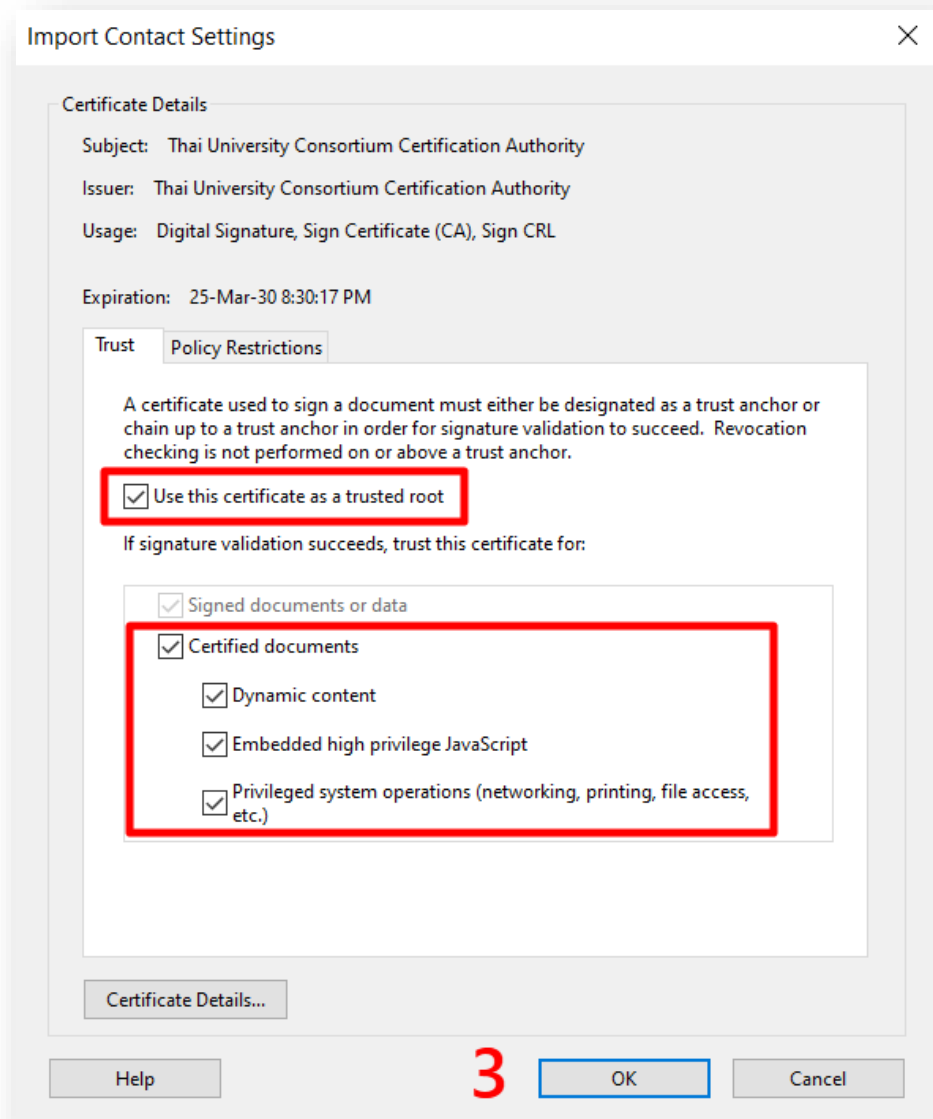 Import Contact Settings
Certificate Details
Subject: Thai University Consortium Certification Authority
Issuer: Thai University Consortium Certification Authority
Usage: Digital Signature, Sign Certificate (CA), Sign CRL
Expiration: 25-Mar-30 8:30:17 PM
Trust Policy Restrictions
A certificate used to sign a document must either be designated as a trust anchor or
chain up to a trust anchor in order for signature validation to succeed. Revocation
checking is not performed on or above a trust anchor.
Use this certificate as a trusted root
If signature validation succeeds, trust this certificate for:
Signed documents or data
Certified documents
Dynamic content
Embedded high privilege JavaScript
Privileged system operations (networking, printing, file access,
etc.)
Certificate Details...
Help 3 OK Cancel